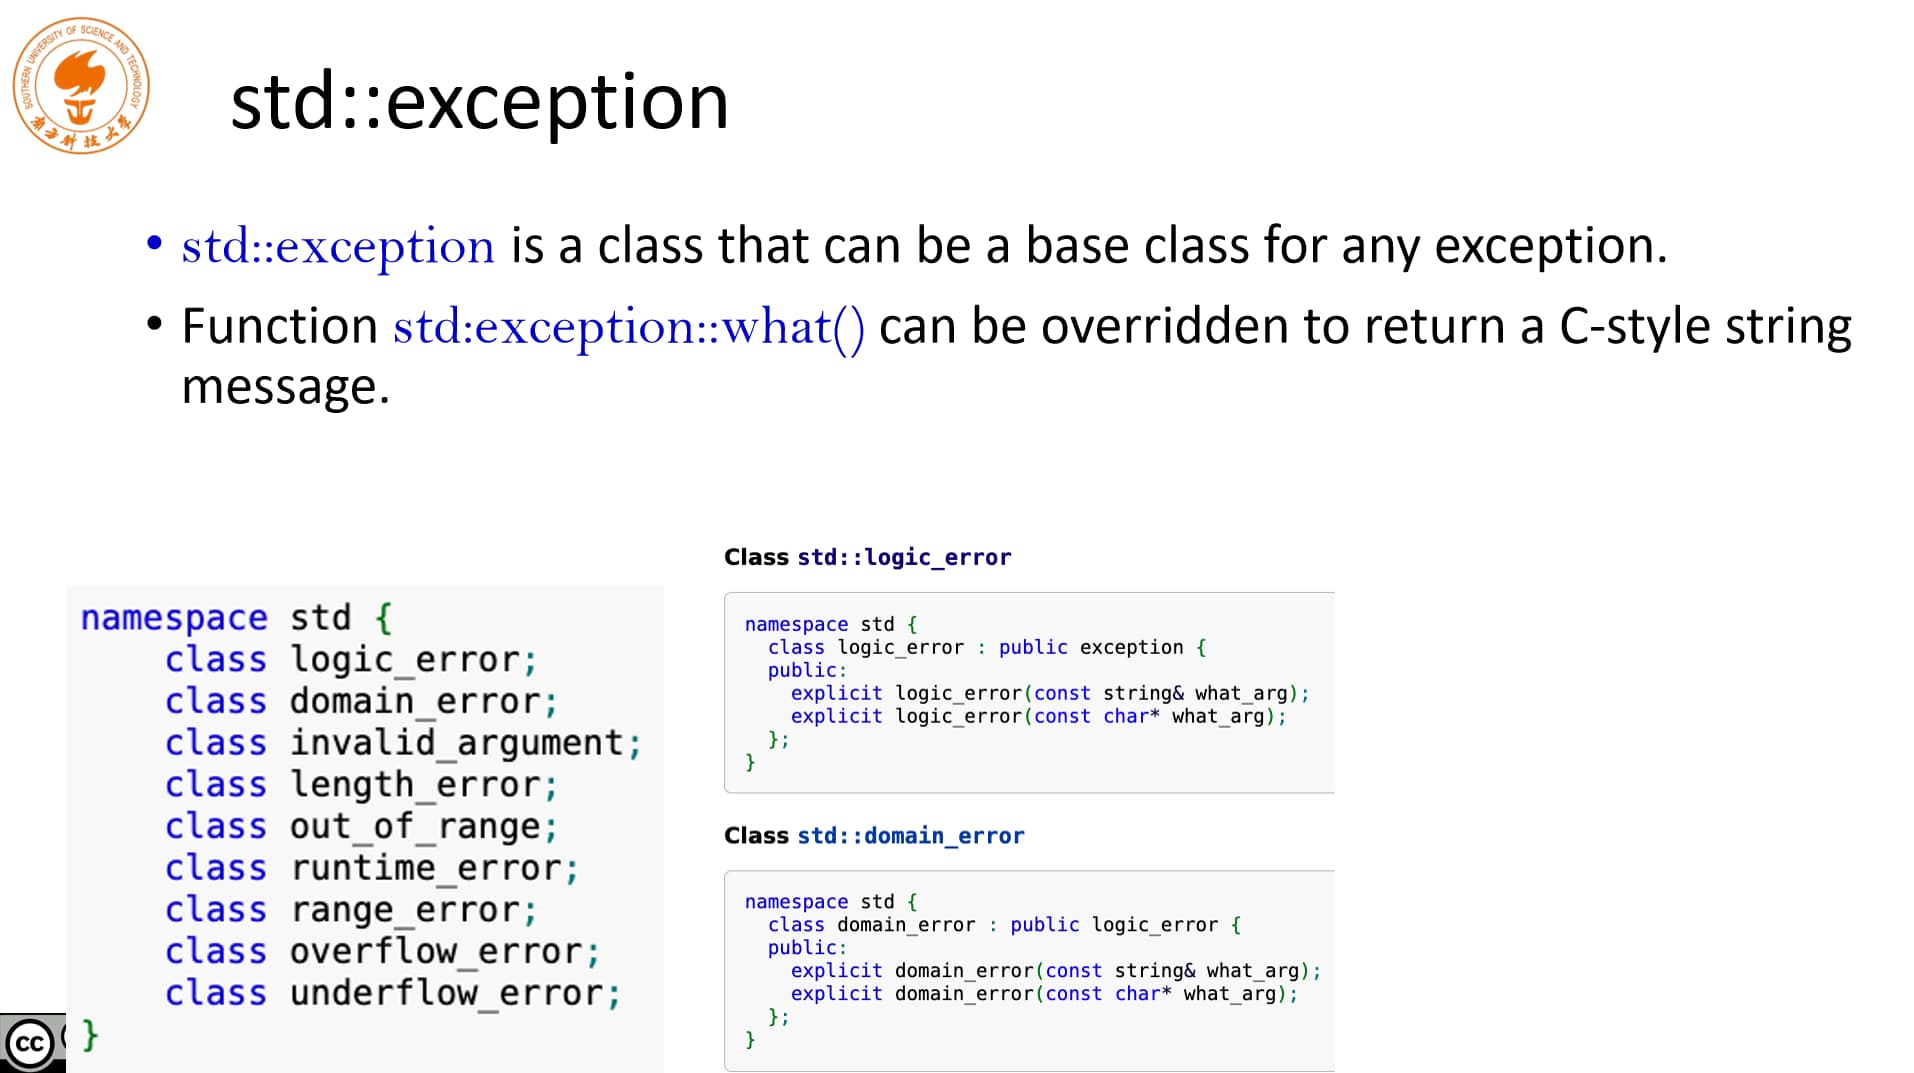 SOUTHERN UNIVERSITY OF SCIENCE AND TECHNOLOGY
南方科技大学
std::exception
• std::exception is a class that can be a base class for any exception.
• Function std:exception::what() can be overridden to return a C-style string
message.
namespace std {
    class logic_error;
    class domain_error;
    class invalid_argument;
    class length_error;
    class out_of_range;
    class runtime_error;
    class range_error;
    class overflow_error;
    class underflow_error;
}
Class std::logic_error
namespace std {
  class logic_error : public exception {
  public:
    explicit logic_error(const string& what_arg);
    explicit logic_error(const char* what_arg);
  };
}
Class std::domain_error
namespace std {
  class domain_error : public logic_error {
  public:
    explicit domain_error(const string& what_arg);
    explicit domain_error(const char* what_arg);
  };
}
cc